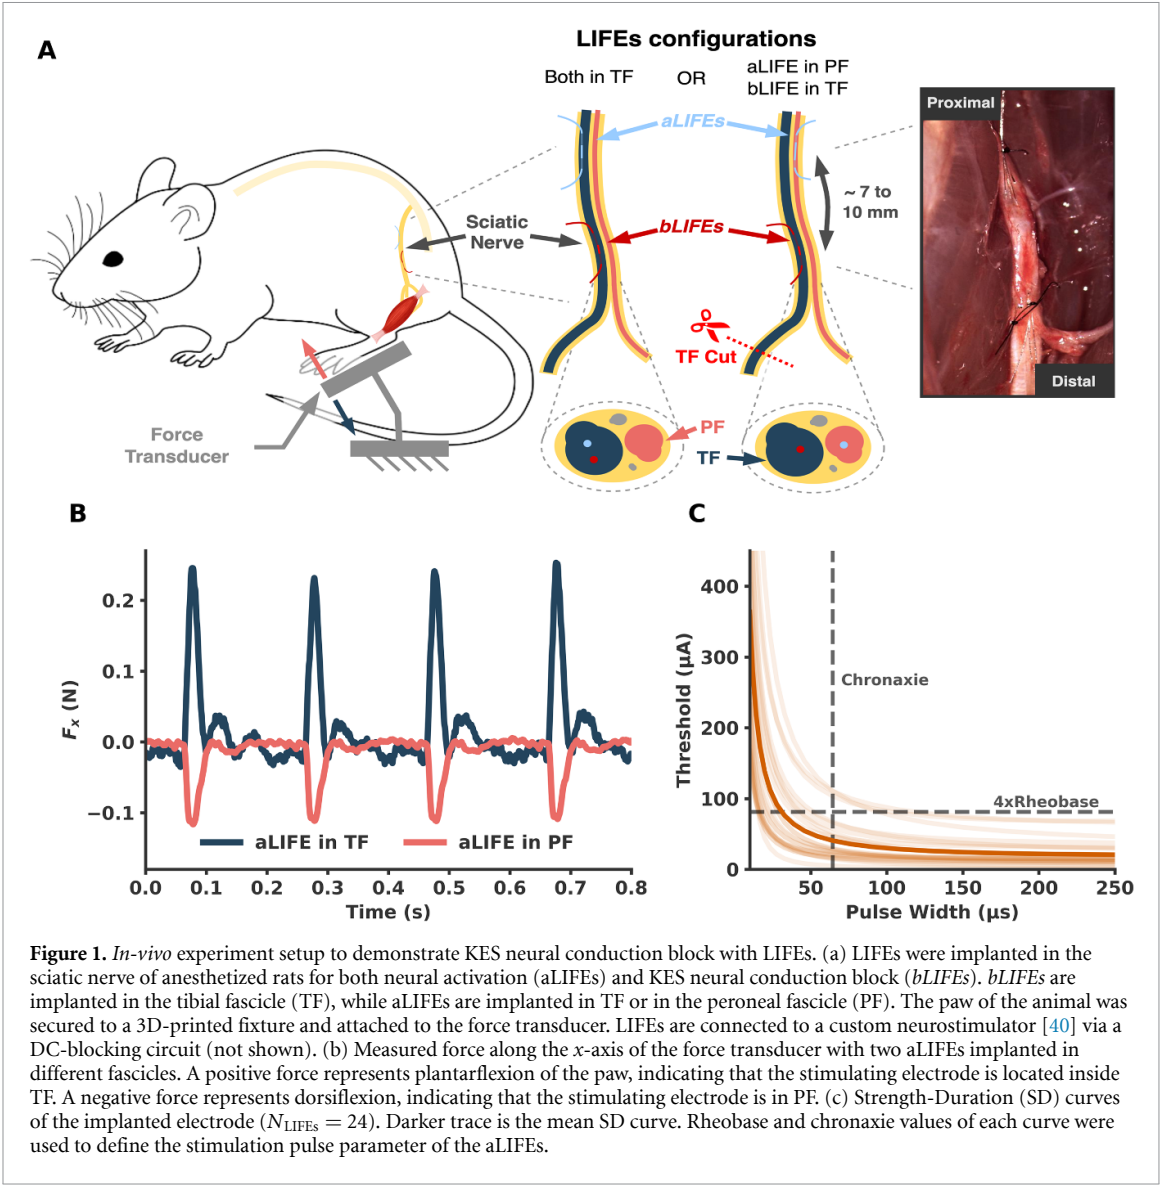 A
LIFEs configurations
Both in TF
OR
aLIFE in PF
bLIFE in TF
aLIFEs
Sciatic
Nerve
bLIFEs
~ 7 to
10 mm
Proximal
Distal
TF Cut
PF
TF
Force
Transducer
B
0.2
0.1
0.0
−0.1
Fx (N)
aLIFE in TF
aLIFE in PF
0.0 0.1 0.2 0.3 0.4 0.5 0.6 0.7 0.8
Time (s)
C
400
300
200
100
0
Threshold (µA)
Chronaxie
4xRheobase
50 100 150 200 250
Pulse Width (µs)
Figure 1. In-vivo experiment setup to demonstrate KES neural conduction block with LIFEs. (a) LIFEs were implanted in the
sciatic nerve of anesthetized rats for both neural activation (aLIFEs) and KES neural conduction block (bLIFEs). bLIFEs are
implanted in the tibial fascicle (TF), while aLIFEs are implanted in TF or in the peroneal fascicle (PF). The paw of the animal was
secured to a 3D-printed fixture and attached to the force transducer. LIFEs are connected to a custom neurostimulator [40] via a
DC-blocking circuit (not shown). (b) Measured force along the x-axis of the force transducer with two aLIFEs implanted in
different fascicles. A positive force represents plantarflexion of the paw, indicating that the stimulating electrode is located inside
TF. A negative force represents dorsiflexion, indicating that the stimulating electrode is in PF. (c) Strength-Duration (SD) curves
of the implanted electrode (NLIFEs = 24). Darker trace is the mean SD curve. Rheobase and chronaxie values of each curve were
used to define the stimulation pulse parameter of the aLIFEs.